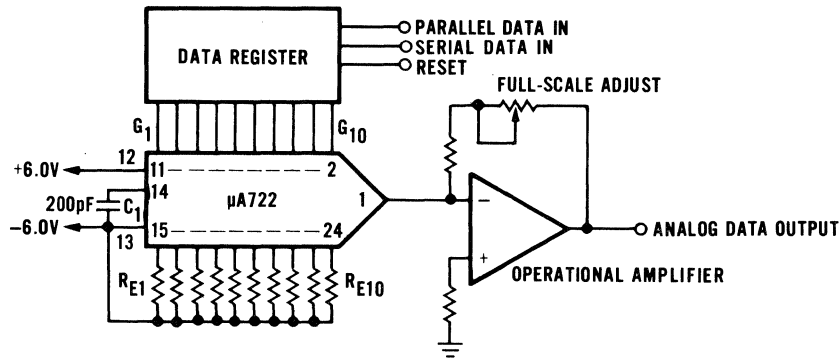 DATA REGISTER
PARALLEL DATA IN
SERIAL DATA IN
RESET
FULL-SCALE ADJUST
G1
G10
12
+6.0V
11
2
14
200pF
C1
μA722
1
−6.0V
13
15
24
RE1
RE10
−
+
ANALOG DATA OUTPUT
OPERATIONAL AMPLIFIER